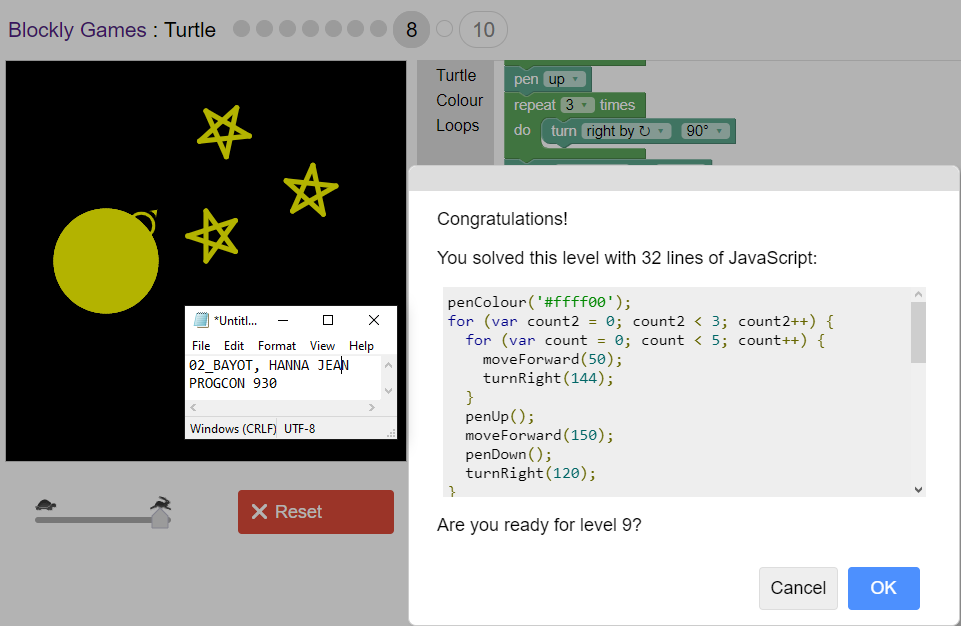 Blockly Games : Turtle 8 10
Turtle
Colour
Loops
pen up
repeat 3 times
do turn right by ↻ 90°
*Untitl...
File Edit Format View Help
02_BAYOT, HANNA JEAN
PROGCON 930
Windows (CRLF) UTF-8
Reset
Congratulations!
You solved this level with 32 lines of JavaScript:
penColour('#ffff00');
for (var count2 = 0; count2 < 3; count2++) {
  for (var count = 0; count < 5; count++) {
    moveForward(50);
    turnRight(144);
  }
  penUp();
  moveForward(150);
  penDown();
  turnRight(120);
}
Are you ready for level 9?
Cancel OK